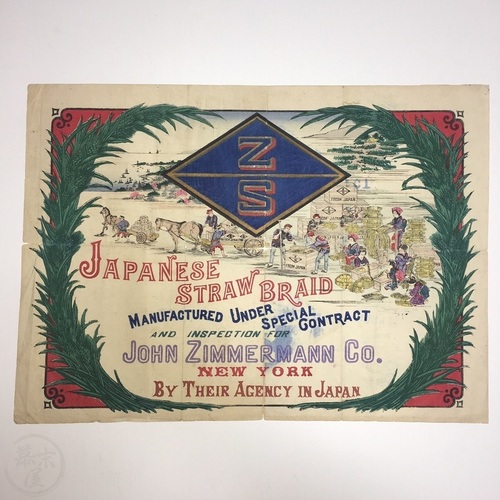 Z
S
JAPANESE
STRAW BRAID
MANUFACTURED UNDER SPECIAL CONTRACT
AND INSPECTION FOR
JOHN ZIMMERMANN CO.
NEW YORK
BY THEIR AGENCY IN JAPAN